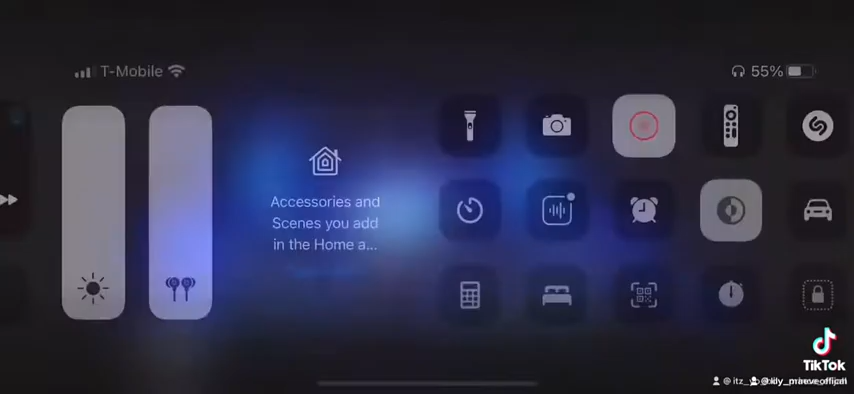 T-Mobile
55%
Accessories and
Scenes you add
in the Home a...
TikTok